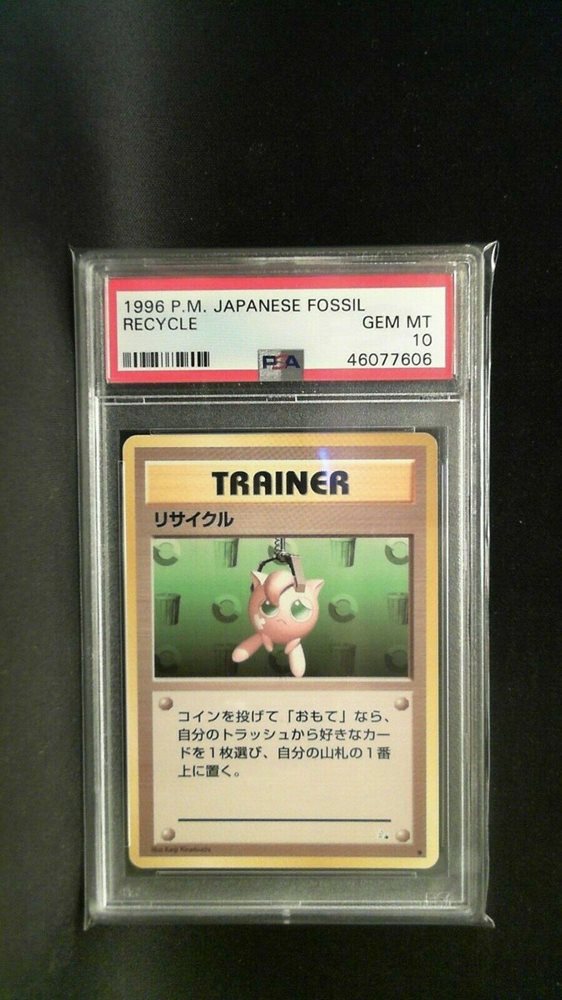 1996 P.M. JAPANESE FOSSIL
RECYCLE GEM MT
10
PSA 46077606
TRAINER
リサイクル
コインを投げて「おもて」なら、
自分のトラッシュから好きなカー
ドを1枚選び、自分の山札の1番
上に置く。